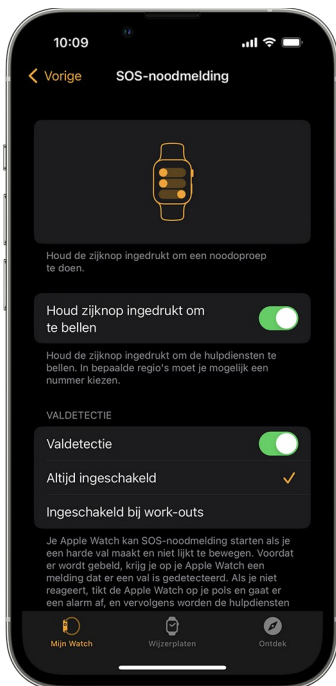 10:09
Vorige
SOS-noodmelding
Houd de zijknop ingedrukt om een noodoproep
te doen.
Houd zijknop ingedrukt om
te bellen
Houd de zijknop ingedrukt om de hulpdiensten te
bellen. In bepaalde regio's moet je mogelijk een
nummer kiezen.
VALDETECTIE
Valdetectie
Altijd ingeschakeld
Ingeschakeld bij work-outs
Je Apple Watch kan SOS-noodmelding starten als je
een harde val maakt en niet lijkt te bewegen. Voordat
er wordt gebeld, krijg je op je Apple Watch een
melding dat er een val is gedetecteerd. Als je niet
reageert, tikt de Apple Watch op je pols en gaat er
een alarm af, en vervolgens worden de hulpdiensten
Mijn Watch
Wijzerplaten
Ontdek